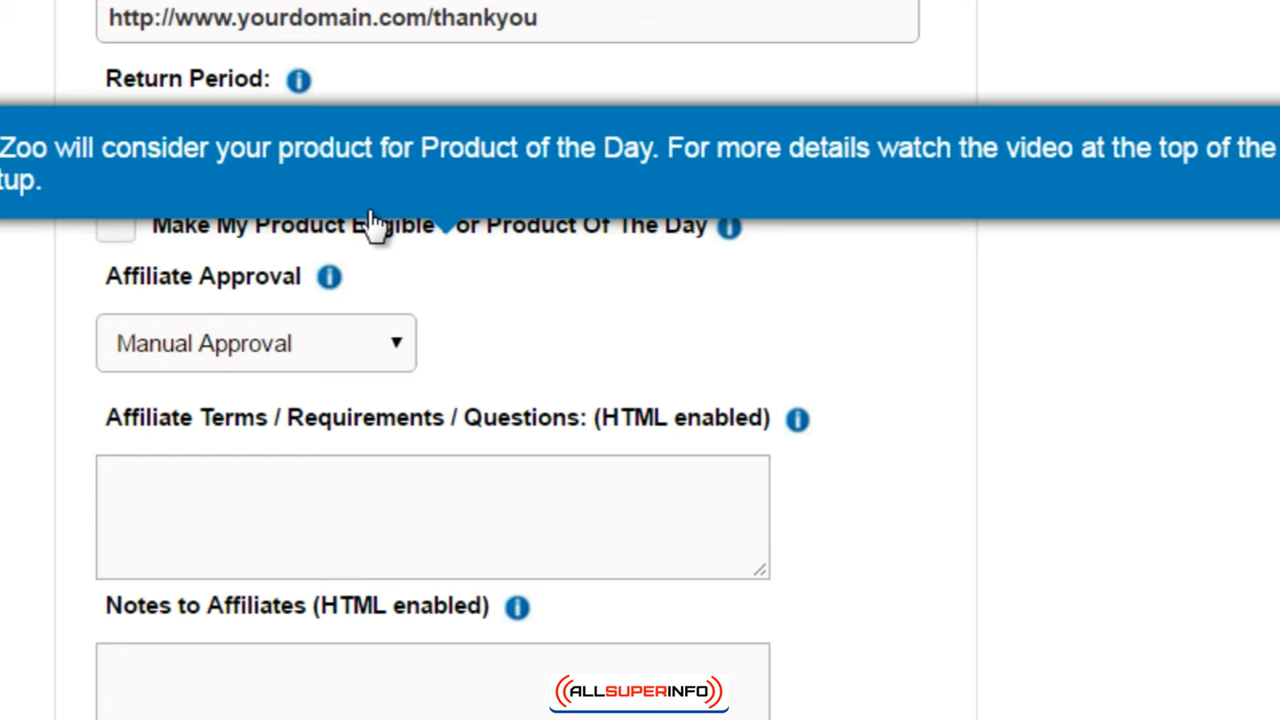 http://www.yourdomain.com/thankyou
Return Period:
Zoo will consider your product for Product of the Day. For more details watch the video at the top of the
tup.
Make My Product Eligible or Product Of The Day
Affiliate Approval
Manual Approval
Affiliate Terms / Requirements / Questions: (HTML enabled)
Notes to Affiliates (HTML enabled)
ALLSUPERINFO